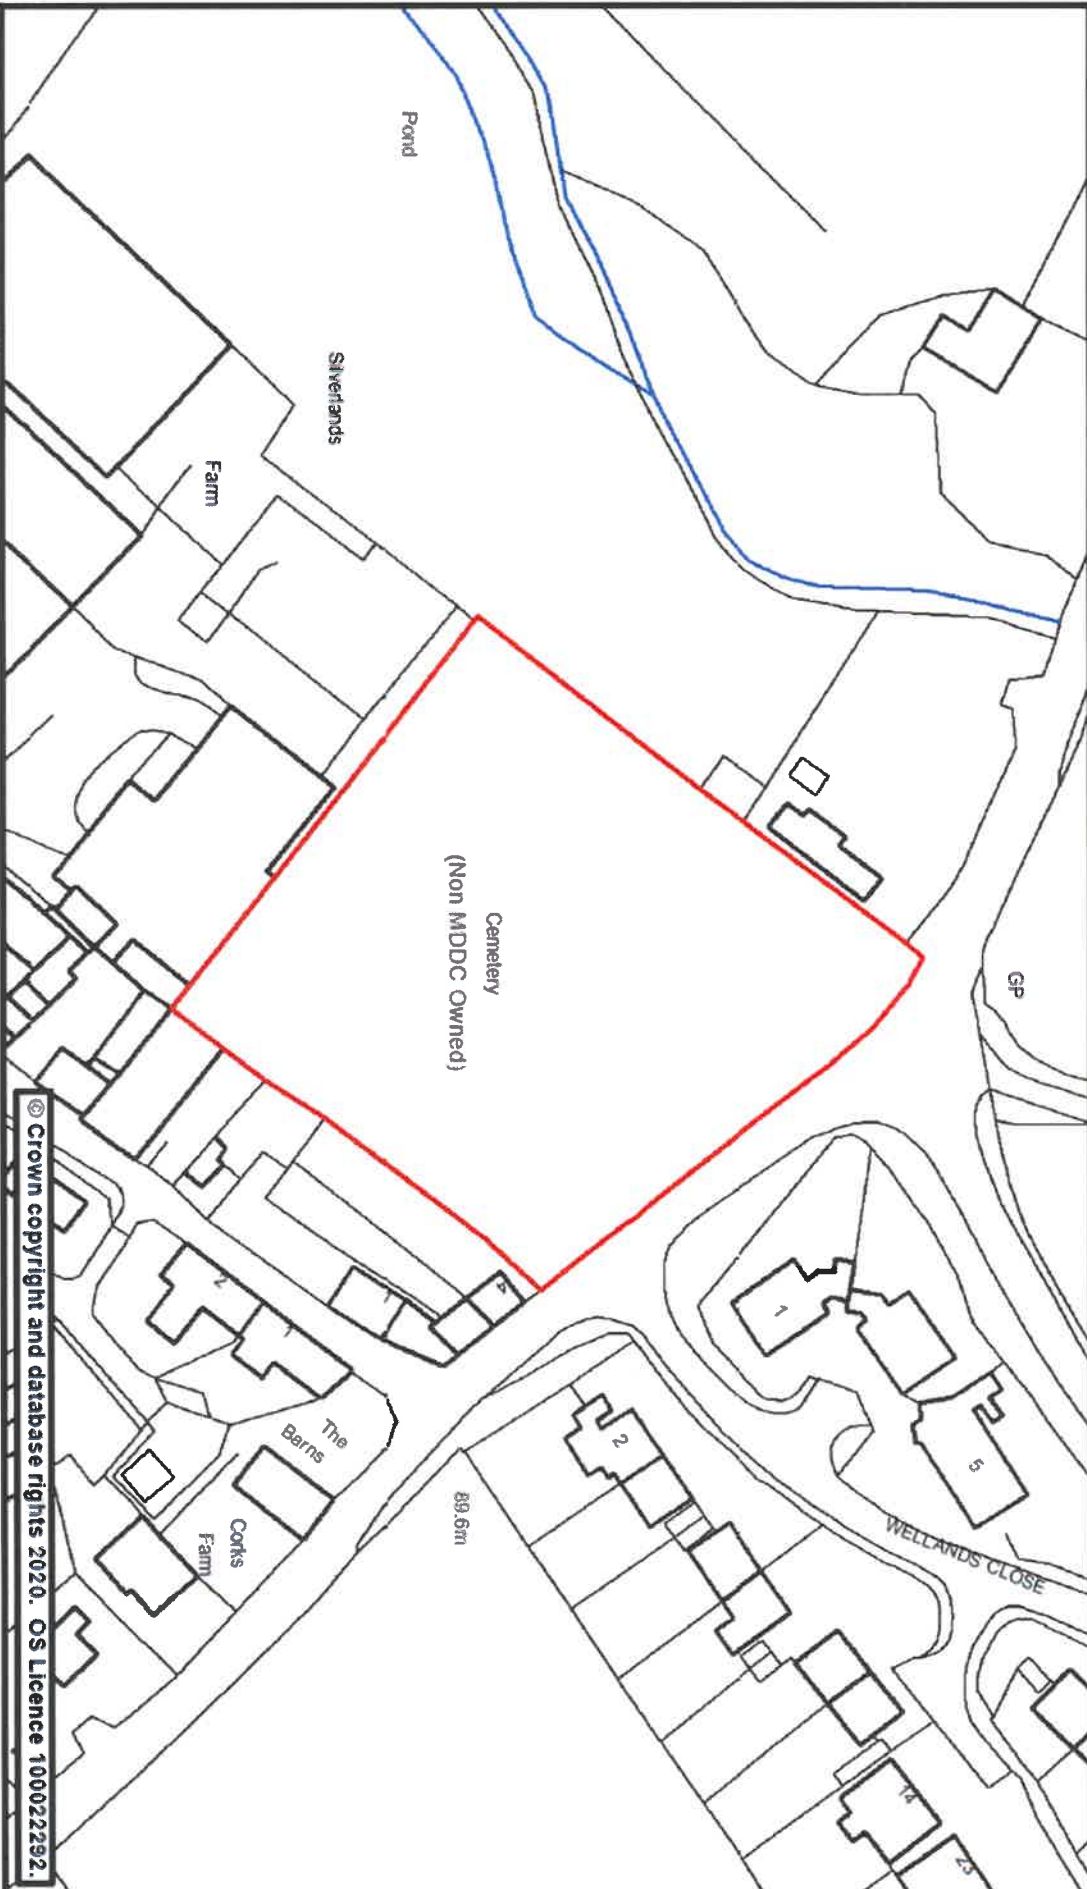 Pond
Silverlands
Farm
Cemetery
(Non MDDC Owned)
GP
1
5
WELLANDS CLOSE
2
14
23
89.6m
4
1
2
1
The
Barns
Corks
Farm
© Crown copyright and database rights 2020. OS Licence 100022292.